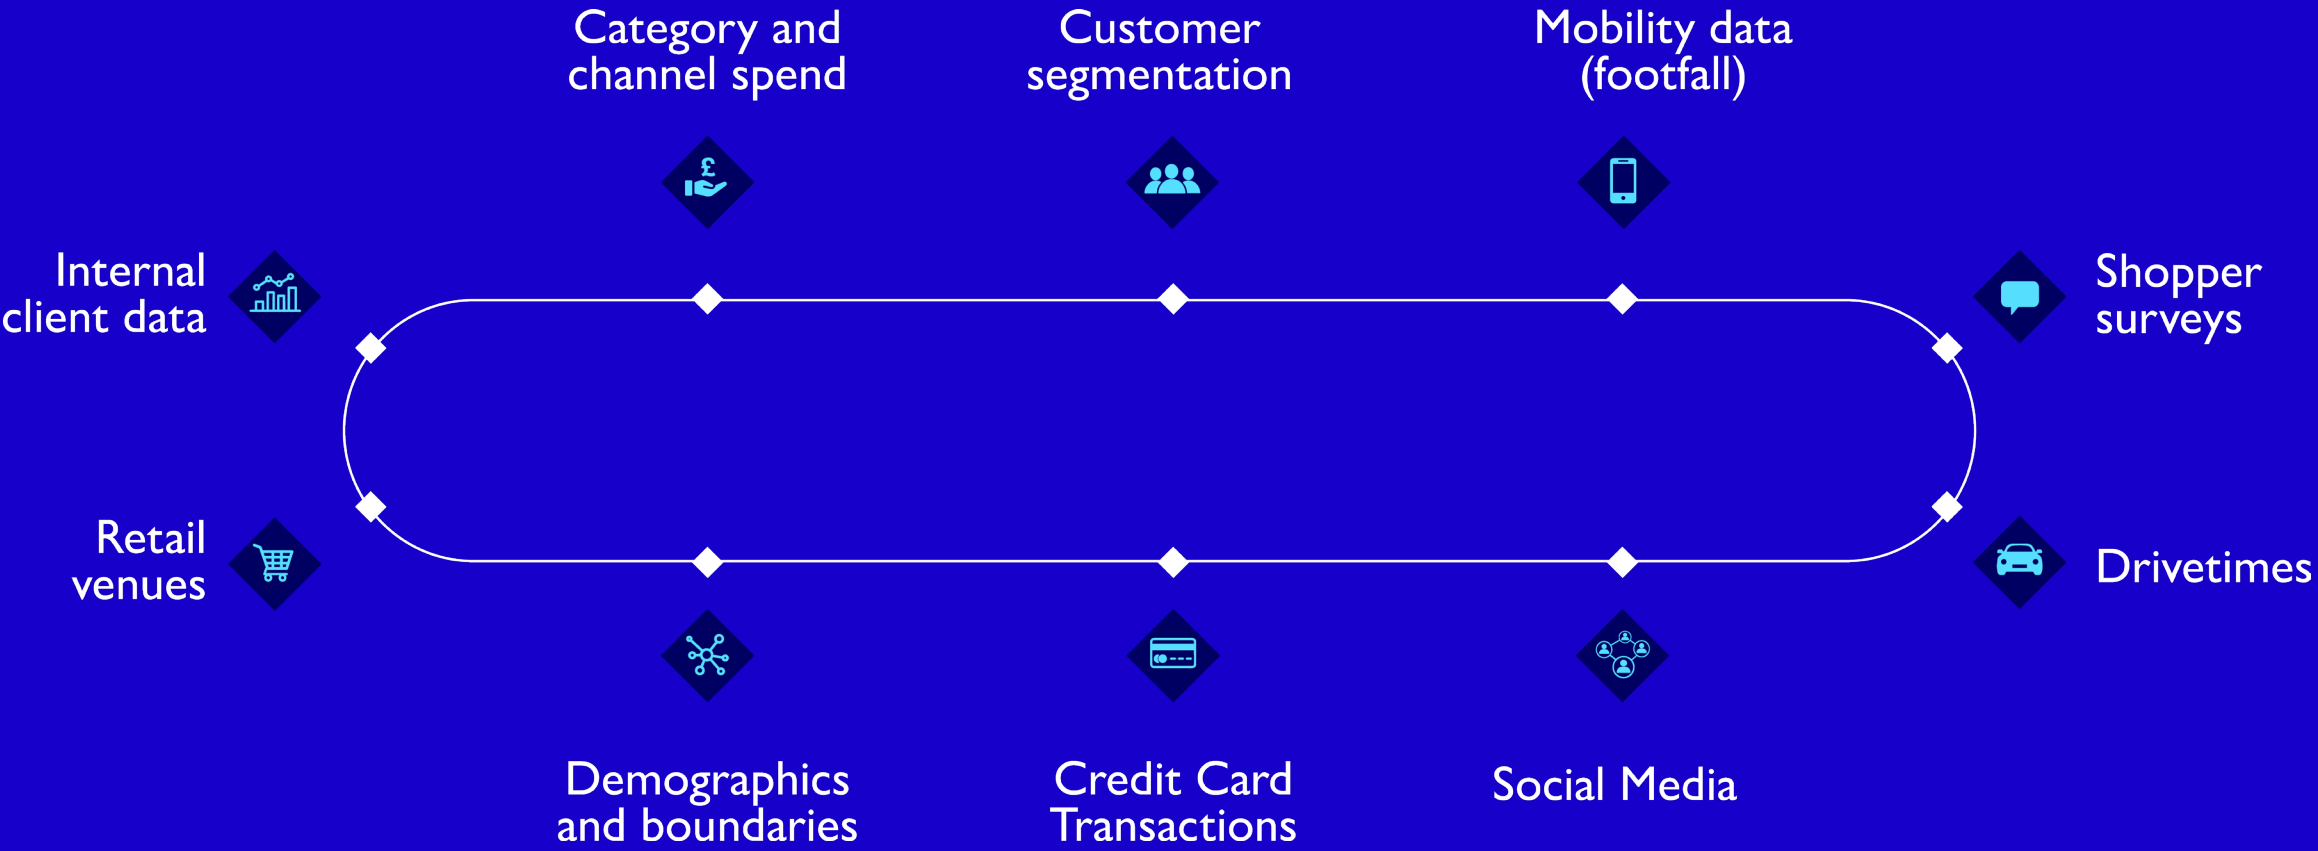 Category and
channel spend
Customer
segmentation
Mobility data
(footfall)
£
Internal
client data
Shopper
surveys
Retail
venues
Drivetimes
Demographics
and boundaries
Credit Card
Transactions
Social Media